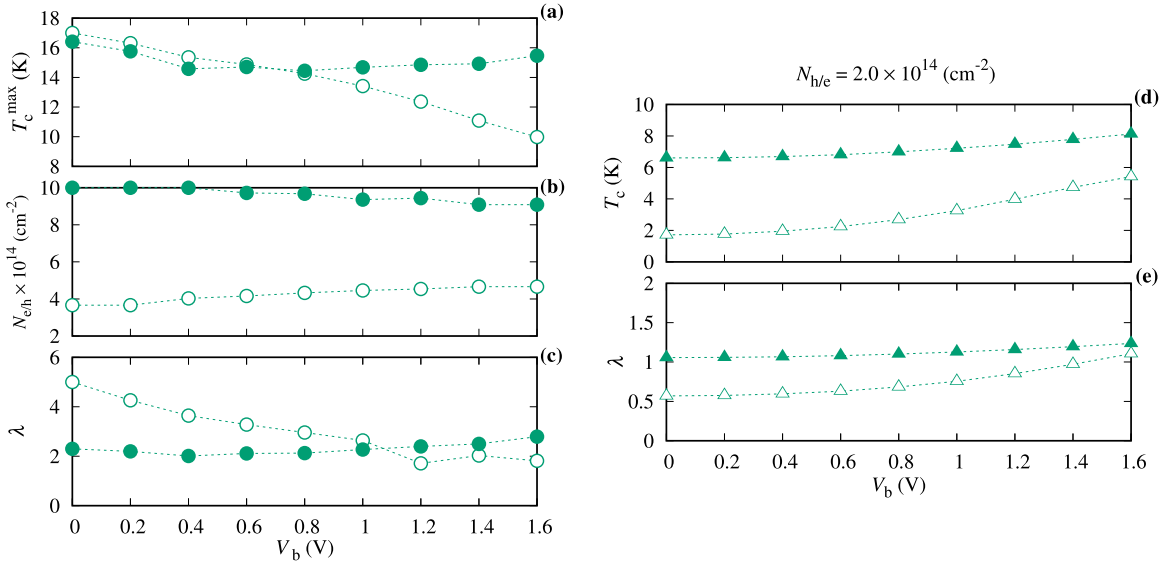 (a)
18
16
14
12
10
8
T_c^max (K)
(b)
10
8
6
4
2
N_e/h × 10^14 (cm^-2)
(c)
6
4
2
0
λ
0 0.2 0.4 0.6 0.8 1 1.2 1.4 1.6
V_b (V)
N_h/e = 2.0 × 10^14 (cm^-2)
(d)
10
8
6
4
2
0
T_c (K)
(e)
2
1.5
1
0.5
0
λ
0 0.2 0.4 0.6 0.8 1 1.2 1.4 1.6
V_b (V)